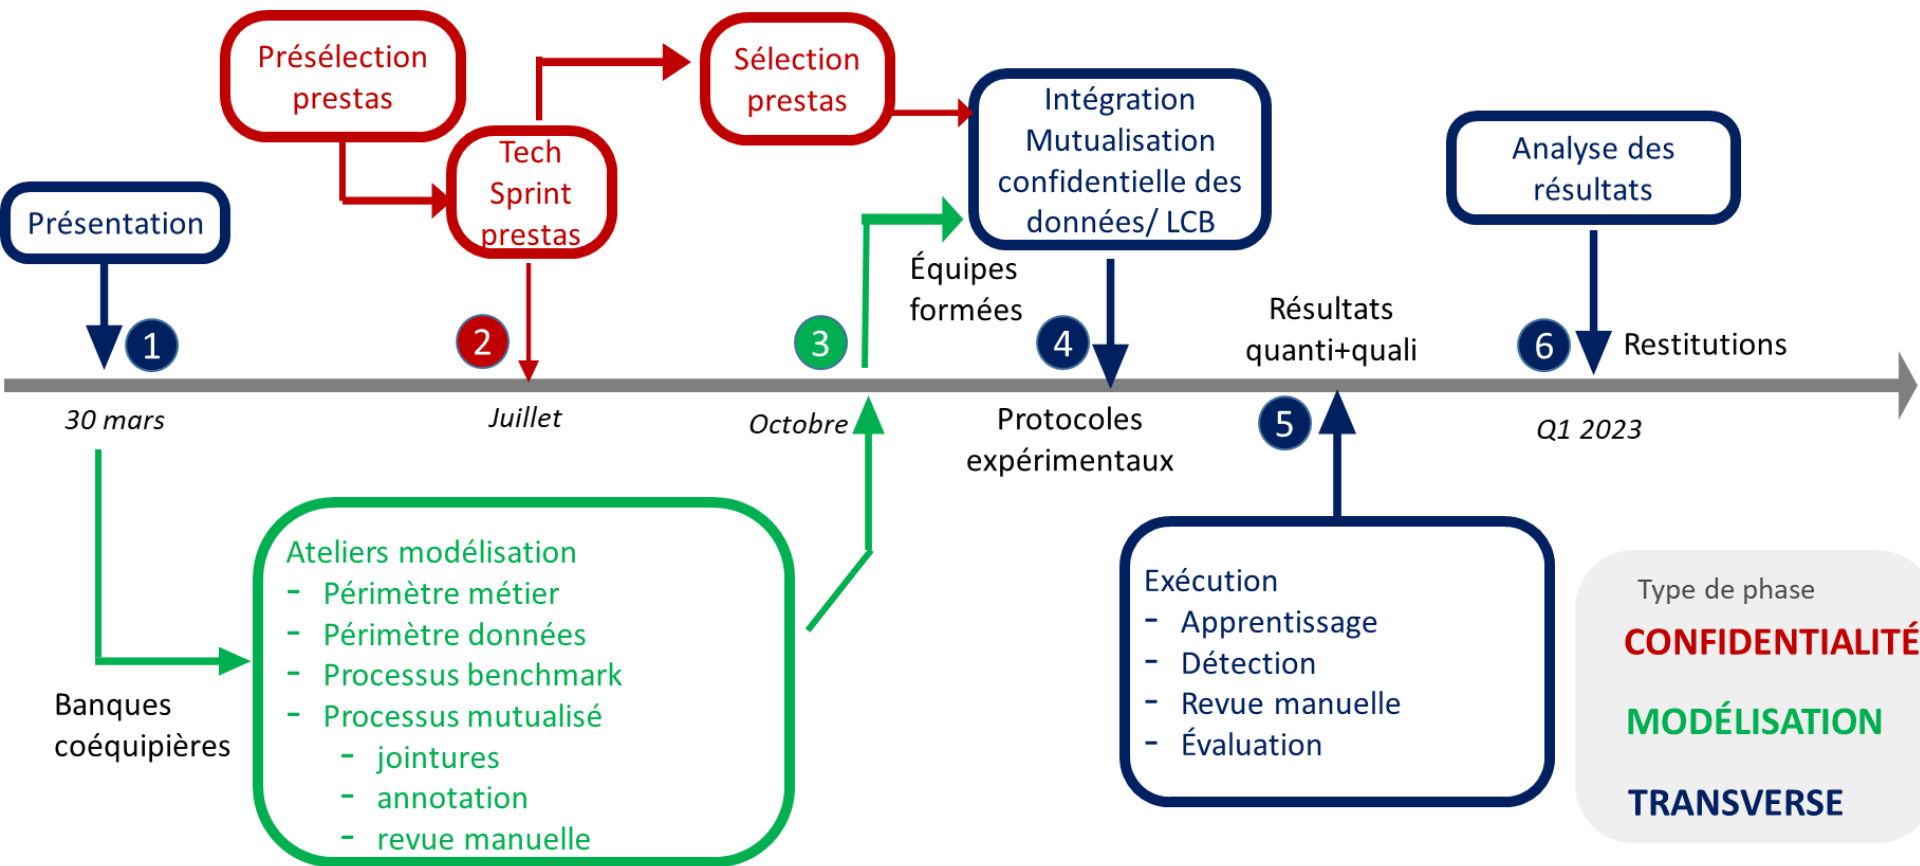 Présélection
prestas
Sélection
prestas
Tech
Sprint
prestas
Présentation
Intégration
Mutualisation
confidentielle des
données/ LCB
Analyse des
résultats
Équipes
formées
1
2
3
4
Résultats
quanti+quali
6
Restitutions
30 mars
Juillet
Octobre
Protocoles
expérimentaux
5
Q1 2023
Banques
coéquipières
Ateliers modélisation
- Périmètre métier
- Périmètre données
- Processus benchmark
- Processus mutualisé
- jointures
- annotation
- revue manuelle
Exécution
- Apprentissage
- Détection
- Revue manuelle
- Évaluation
Type de phase
CONFIDENTIALITÉ
MODÉLISATION
TRANSVERSE